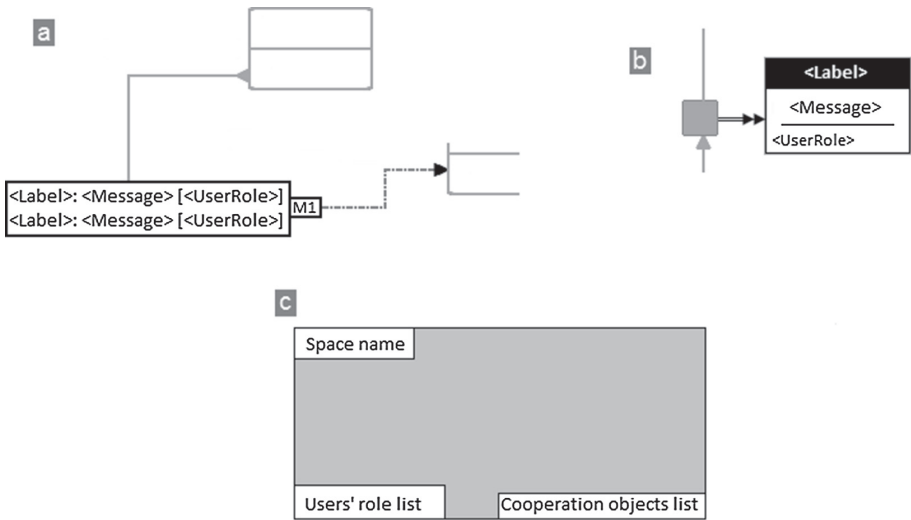 a
b
<Label>
<Message>
<UserRole>
<Label>: <Message> [<UserRole>]
<Label>: <Message> [<UserRole>]
M1
c
Space name
Users' role list
Cooperation objects list